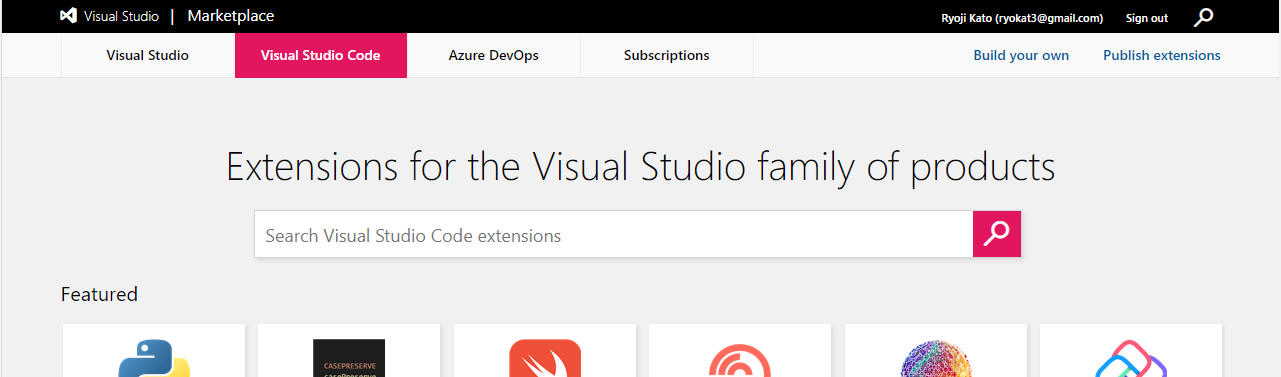 Visual Studio | Marketplace
Ryoji Kato (ryokat3@gmail.com) Sign out
Visual Studio Visual Studio Code Azure DevOps Subscriptions Build your own Publish extensions
Extensions for the Visual Studio family of products
Search Visual Studio Code extensions
Featured
CASEPRESERVE